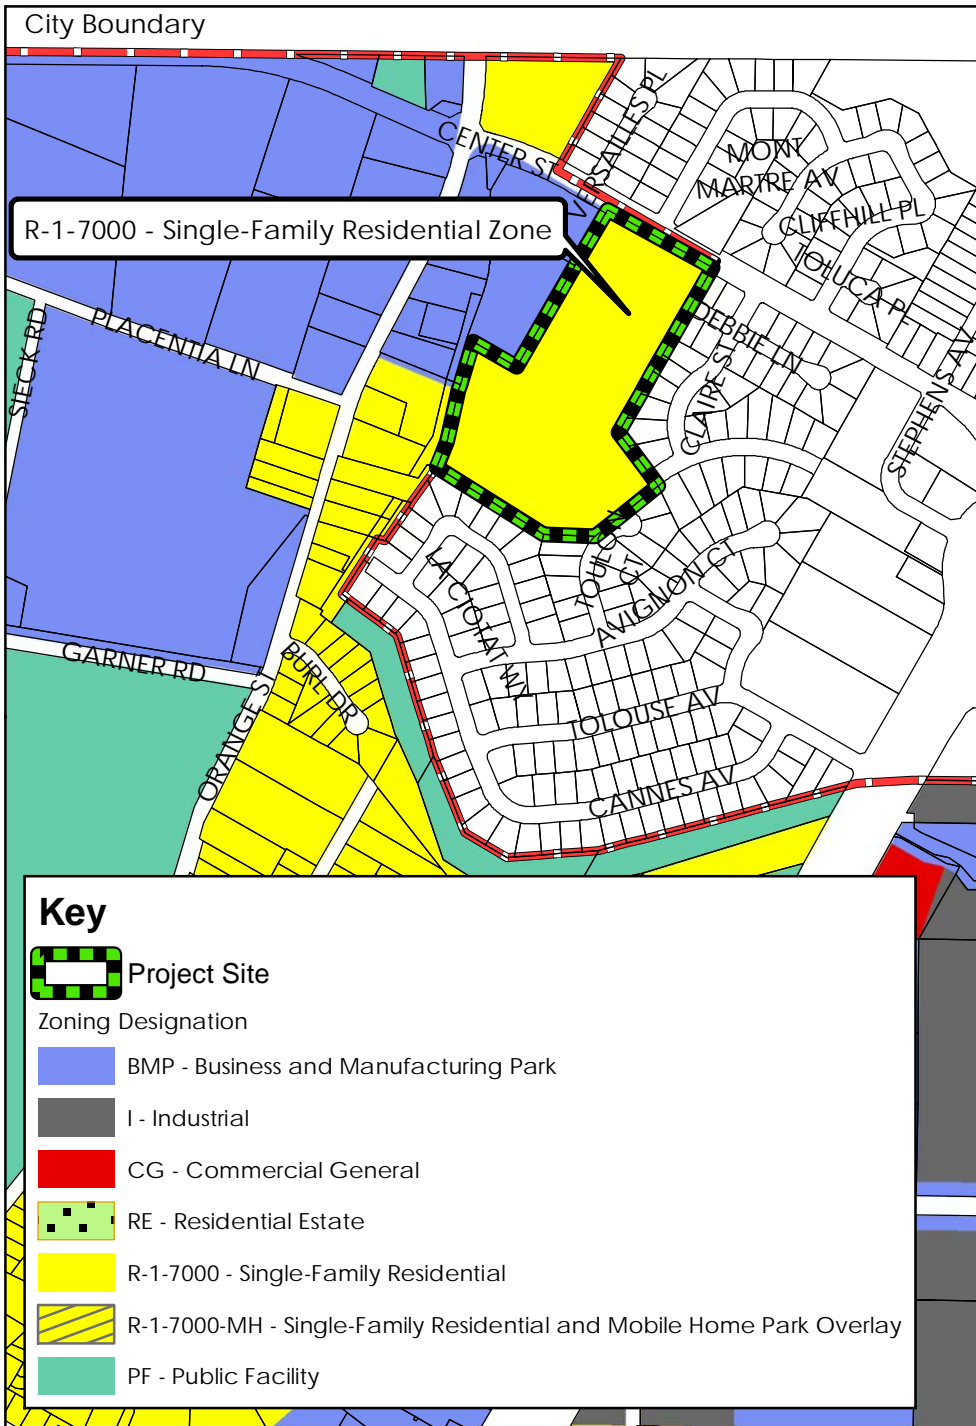 City Boundary
VERSAILLES PL
CENTER ST
MONT
MARTRE AV
CLIFFHILL PL
R-1-7000 - Single-Family Residential Zone
TOLUCA PL
PLACENTIA LN
SIECK RD
DEBBIE LN
CLAIRE ST
STEPHENS AV
TOULON
CT
AVIGNON CT
LA CIOTAT WY
GARNER RD
BURL DR
ORANGE S
TOLOUSE AV
CANNES AV
Key
Project Site
Zoning Designation
BMP - Business and Manufacturing Park
I - Industrial
CG - Commercial General
RE - Residential Estate
R-1-7000 - Single-Family Residential
R-1-7000-MH - Single-Family Residential and Mobile Home Park Overlay
PF - Public Facility